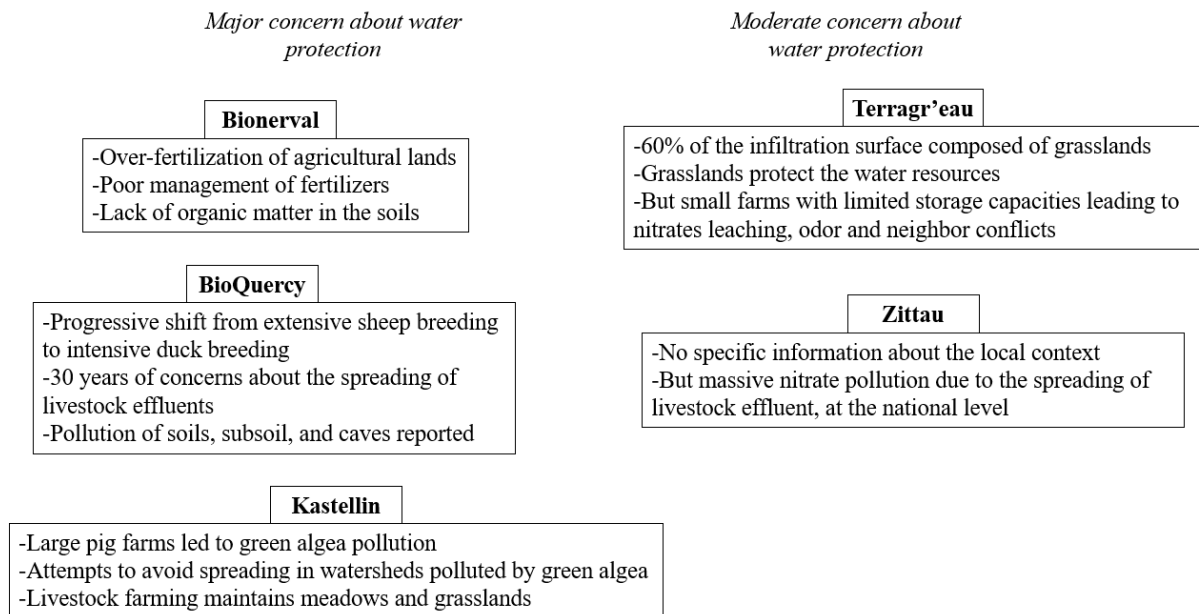 Major concern about water
protection
Bionerval
-Over-fertilization of agricultural lands
-Poor management of fertilizers
-Lack of organic matter in the soils
BioQuercy
-Progressive shift from extensive sheep breeding
to intensive duck breeding
-30 years of concerns about the spreading of
livestock effluents
-Pollution of soils, subsoil, and caves reported
Kastellin
-Large pig farms led to green algea pollution
-Attempts to avoid spreading in watersheds polluted by green algea
-Livestock farming maintains meadows and grasslands
Moderate concern about
water protection
Terragr’eau
-60% of the infiltration surface composed of grasslands
-Grasslands protect the water resources
-But small farms with limited storage capacities leading to
nitrates leaching, odor and neighbor conflicts
Zittau
-No specific information about the local context
-But massive nitrate pollution due to the spreading of
livestock effluent, at the national level